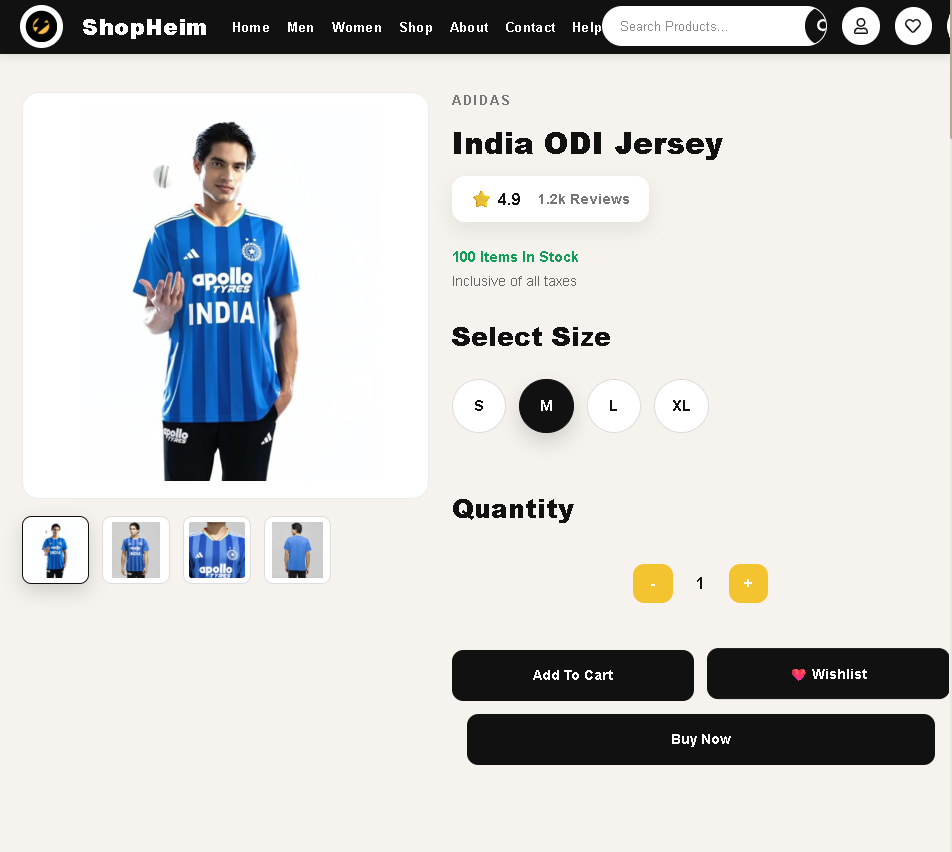 ShopHeim Home Men Women Shop About Contact Help Search Products...
apollo
TYRES
INDIA
apollo
TYRES
ADIDAS
India ODI Jersey
⭐ 4.9 1.2k Reviews
100 Items In Stock
Inclusive of all taxes
Select Size
S M L XL
Quantity
- 1 +
Add To Cart 💗 Wishlist
Buy Now